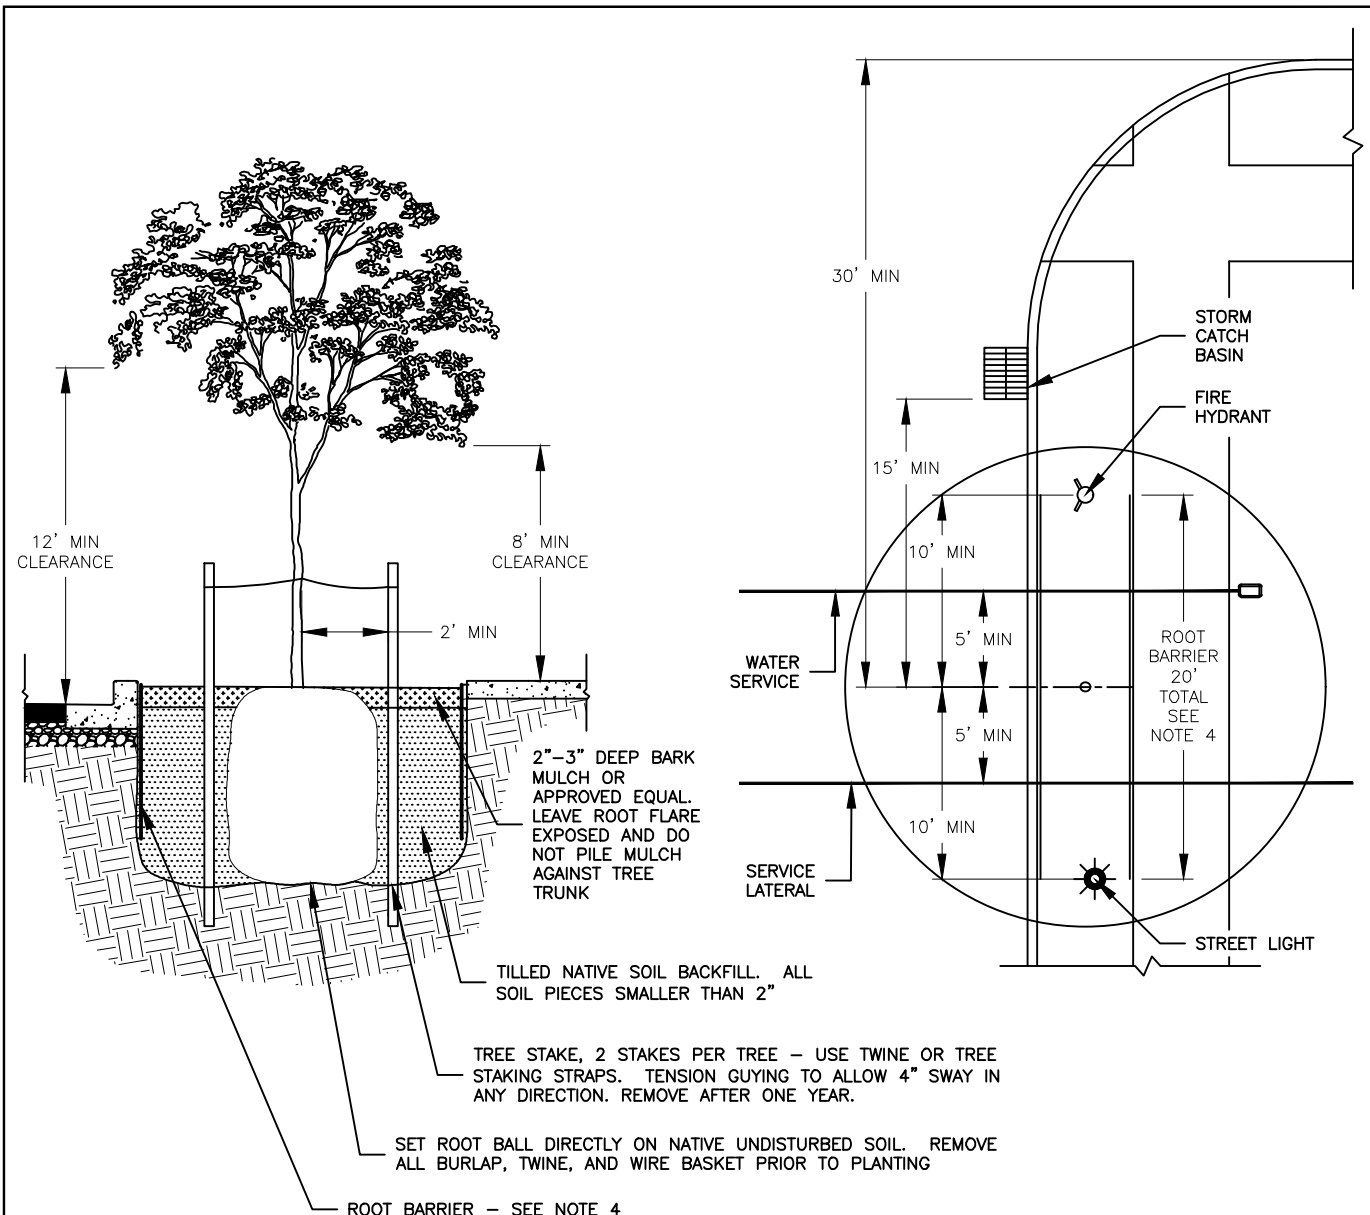 12' MIN
CLEARANCE
8' MIN
CLEARANCE
2' MIN
2"-3" DEEP BARK
MULCH OR
APPROVED EQUAL.
LEAVE ROOT FLARE
EXPOSED AND DO
NOT PILE MULCH
AGAINST TREE
TRUNK
TILLED NATIVE SOIL BACKFILL. ALL
SOIL PIECES SMALLER THAN 2"
TREE STAKE, 2 STAKES PER TREE – USE TWINE OR TREE
STAKING STRAPS. TENSION GUYING TO ALLOW 4" SWAY IN
ANY DIRECTION. REMOVE AFTER ONE YEAR.
SET ROOT BALL DIRECTLY ON NATIVE UNDISTURBED SOIL. REMOVE
ALL BURLAP, TWINE, AND WIRE BASKET PRIOR TO PLANTING
ROOT BARRIER – SEE NOTE 4
30' MIN
STORM
CATCH
BASIN
FIRE
HYDRANT
15' MIN
10' MIN
5' MIN
WATER
SERVICE
ROOT
BARRIER
20'
TOTAL
SEE
NOTE 4
5' MIN
10' MIN
SERVICE
LATERAL
STREET LIGHT